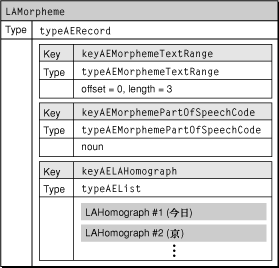 LAMorpheme
Type typeAERecord
Key keyAEMorphemeTextRange
Type typeAEMorphemeTextRange
offset = 0, length = 3
Key keyAEMorphemePartOfSpeechCode
Type typeAEMorphemePartOfSpeechCode
noun
Key keyAELAHomograph
Type typeAEList
LAHomograph #1 (今日)
LAHomograph #2 (京)